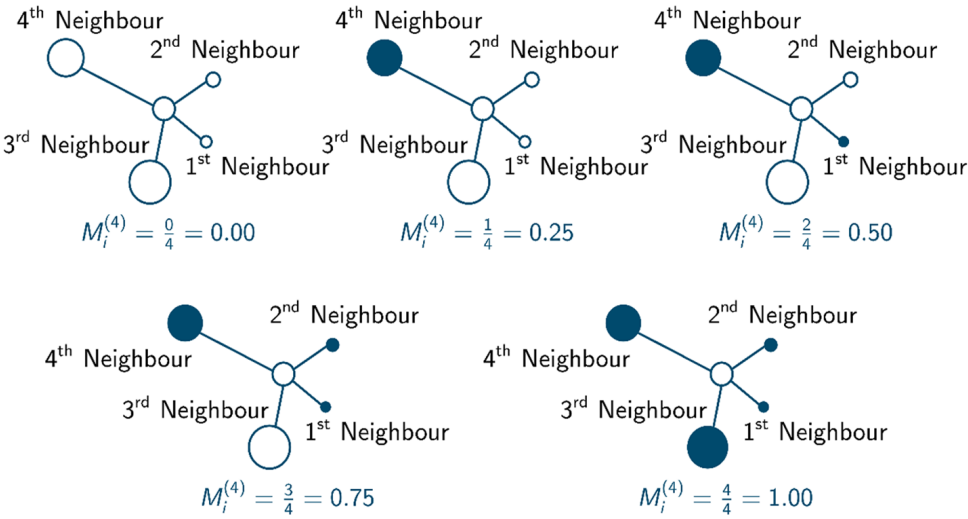 4th Neighbour
2nd Neighbour
3rd Neighbour
1st Neighbour
M_i^(4) = 0/4 = 0.00
4th Neighbour
2nd Neighbour
3rd Neighbour
1st Neighbour
M_i^(4) = 1/4 = 0.25
4th Neighbour
2nd Neighbour
3rd Neighbour
1st Neighbour
M_i^(4) = 2/4 = 0.50
2nd Neighbour
4th Neighbour
3rd Neighbour
1st Neighbour
M_i^(4) = 3/4 = 0.75
2nd Neighbour
4th Neighbour
3rd Neighbour
1st Neighbour
M_i^(4) = 4/4 = 1.00